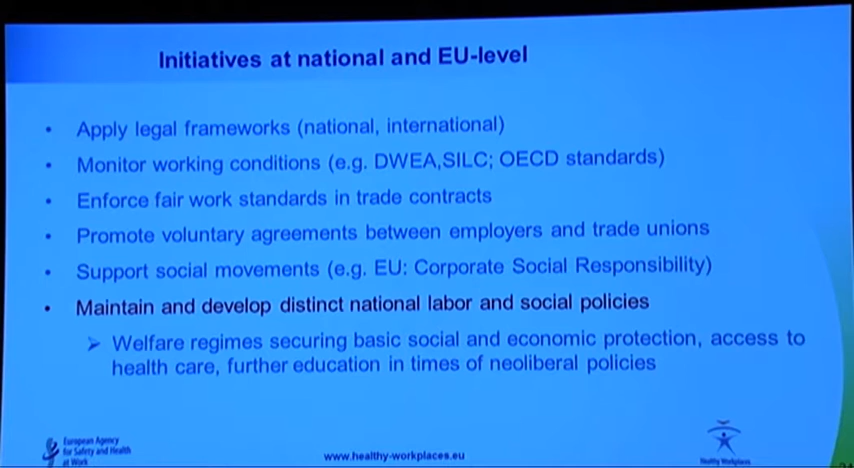 Initiatives at national and EU-level
• Apply legal frameworks (national, international)
• Monitor working conditions (e.g. DWEA,SILC; OECD standards)
• Enforce fair work standards in trade contracts
• Promote voluntary agreements between employers and trade unions
• Support social movements (e.g. EU: Corporate Social Responsibility)
• Maintain and develop distinct national labor and social policies
➢ Welfare regimes securing basic social and economic protection, access to
health care, further education in times of neoliberal policies
European Agency
for Safety and Health
at Work
www.healthy-workplaces.eu
Healthy Workplaces